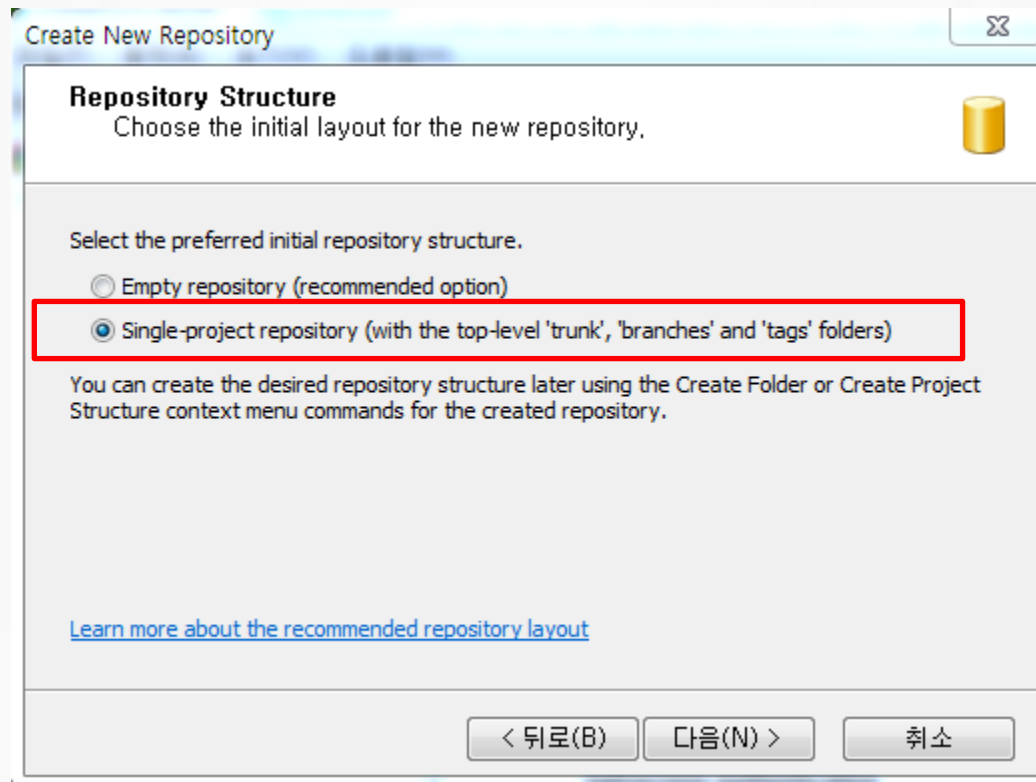 Create New Repository
Repository Structure
Choose the initial layout for the new repository.
Select the preferred initial repository structure.
Empty repository (recommended option)
Single-project repository (with the top-level 'trunk', 'branches' and 'tags' folders)
You can create the desired repository structure later using the Create Folder or Create Project
Structure context menu commands for the created repository.
Learn more about the recommended repository layout
< 뒤로(B)
다음(N) >
취소